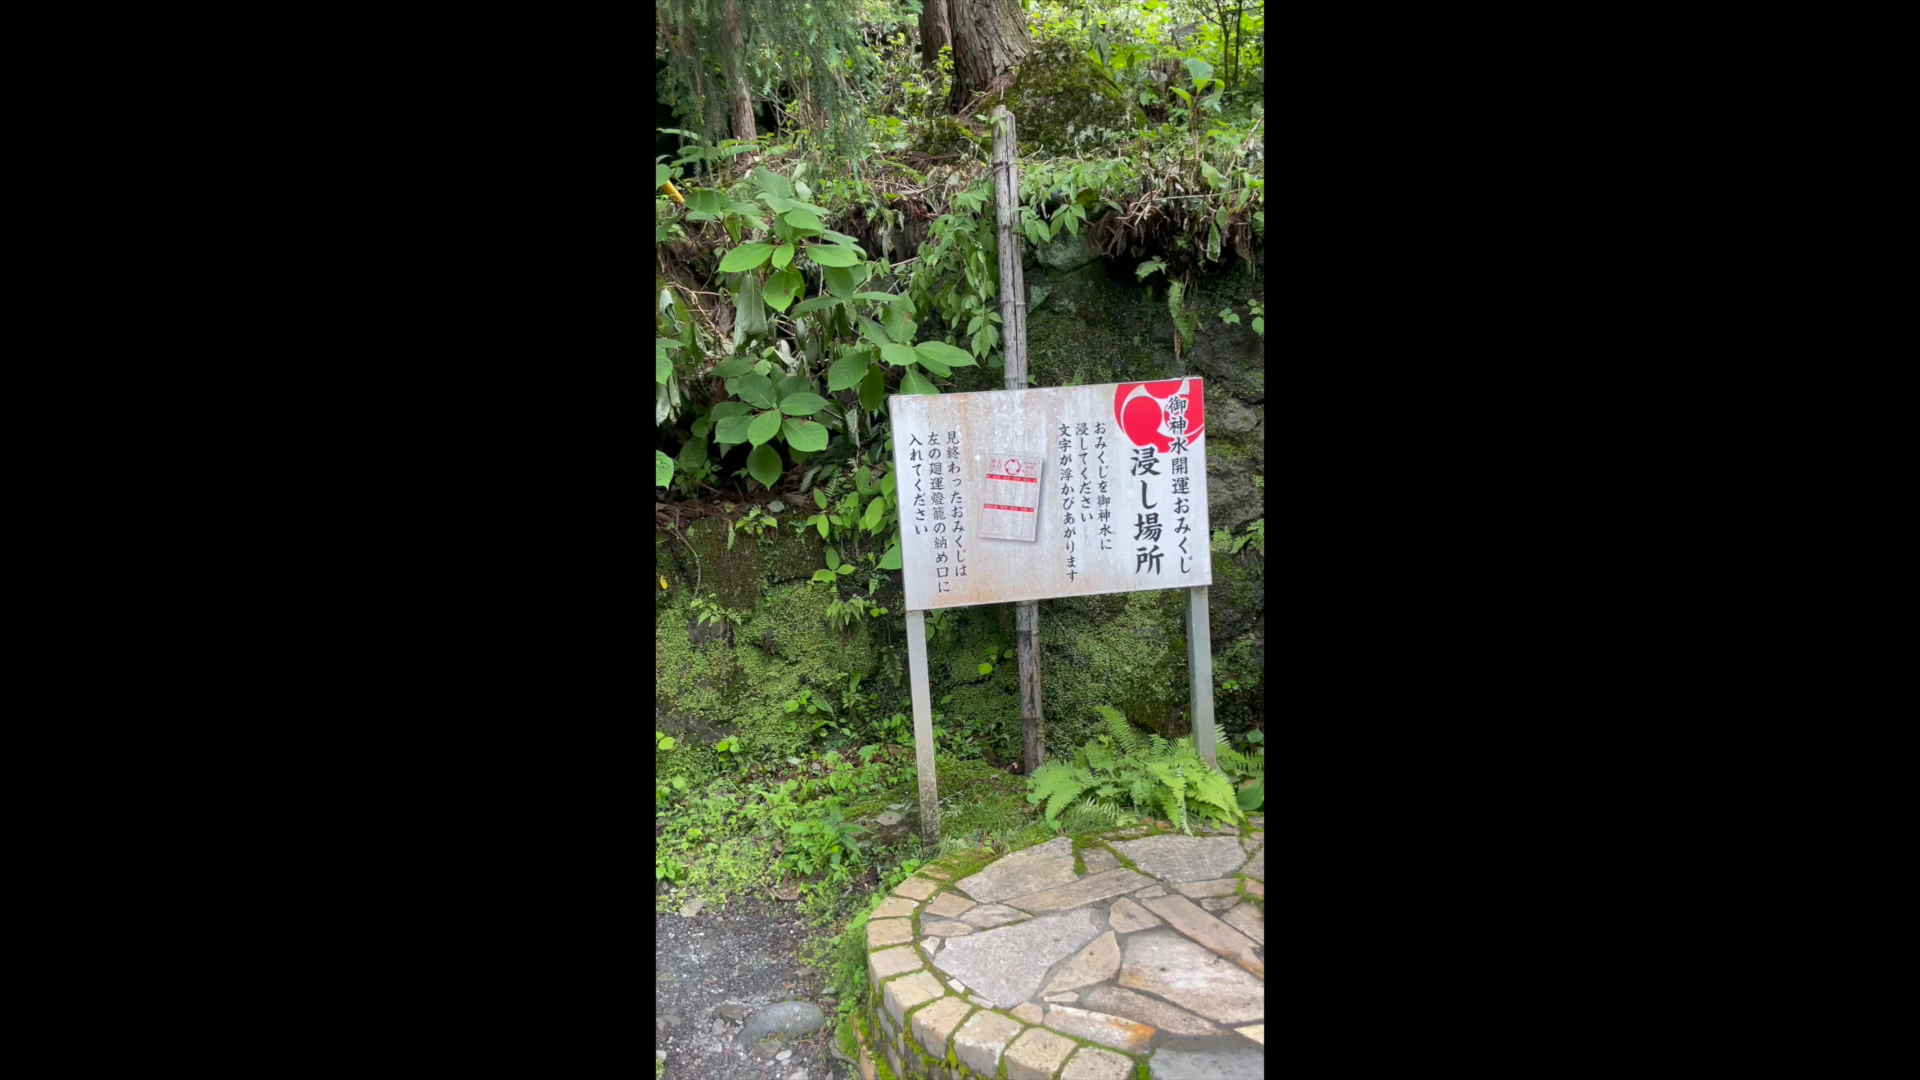 御神水開運おみくじ
浸し場所
おみくじを御神水に
浸してください
文字が浮かびあがります
見終わったおみくじは
左の廻運燈籠の納め口に
入れてください